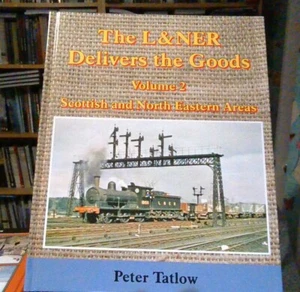 The L&NER
Delivers the Goods
Volume 2
Scottish and North Eastern Areas
Peter Tatlow